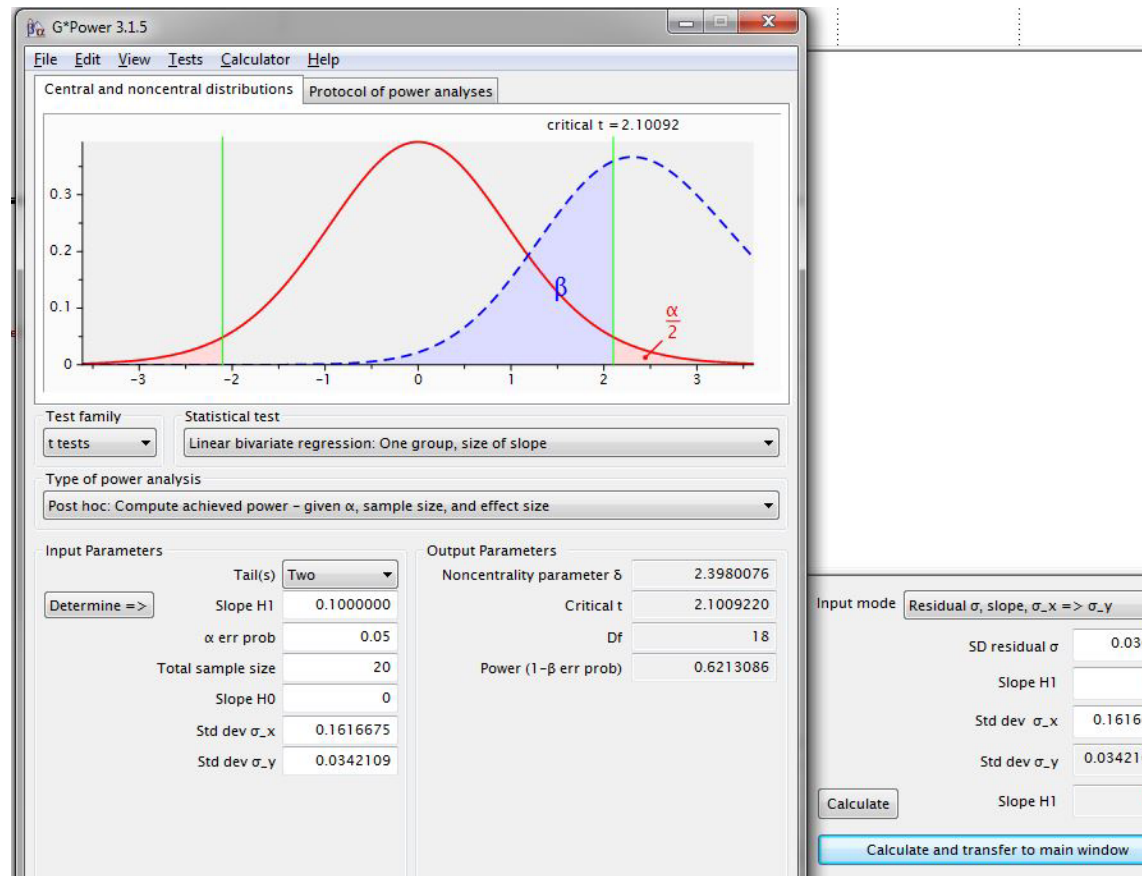 G*Power 3.1.5
File Edit View Tests Calculator Help
Central and noncentral distributions Protocol of power analyses
critical t = 2.10092
0.3
0.2
β
0.1
α
2
0
-3 -2 -1 0 1 2 3
Test family Statistical test
t tests Linear bivariate regression: One group, size of slope
Type of power analysis
Post hoc: Compute achieved power – given α, sample size, and effect size
Input Parameters
Tail(s) Two
Determine => Slope H1 0.1000000
α err prob 0.05
Total sample size 20
Slope H0 0
Std dev σ_x 0.1616675
Std dev σ_y 0.0342109
Output Parameters
Noncentrality parameter δ 2.3980076
Critical t 2.1009220
Df 18
Power (1-β err prob) 0.6213086
Input mode Residual σ, slope, σ_x => σ_y
SD residual σ 0.03
Slope H1
Std dev σ_x 0.1616
Std dev σ_y 0.03421
Calculate Slope H1
Calculate and transfer to main window